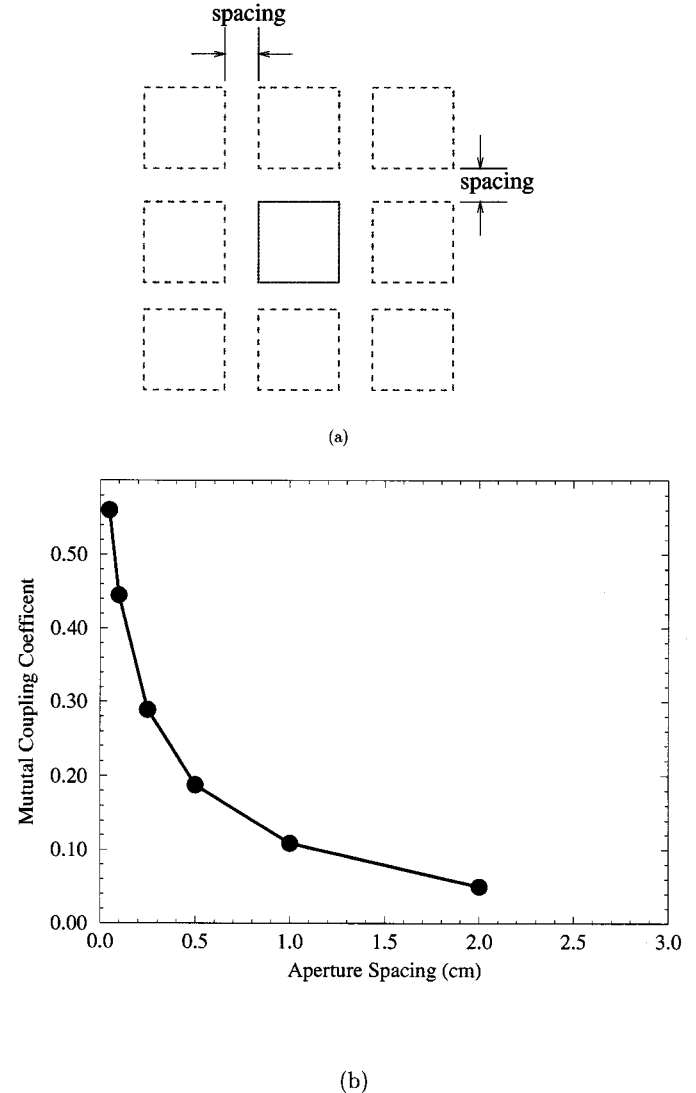 spacing
spacing
(a)
Mututal Coupling Coefficent
0.50
0.40
0.30
0.20
0.10
0.00
0.0 0.5 1.0 1.5 2.0 2.5 3.0
Aperture Spacing (cm)
(b)